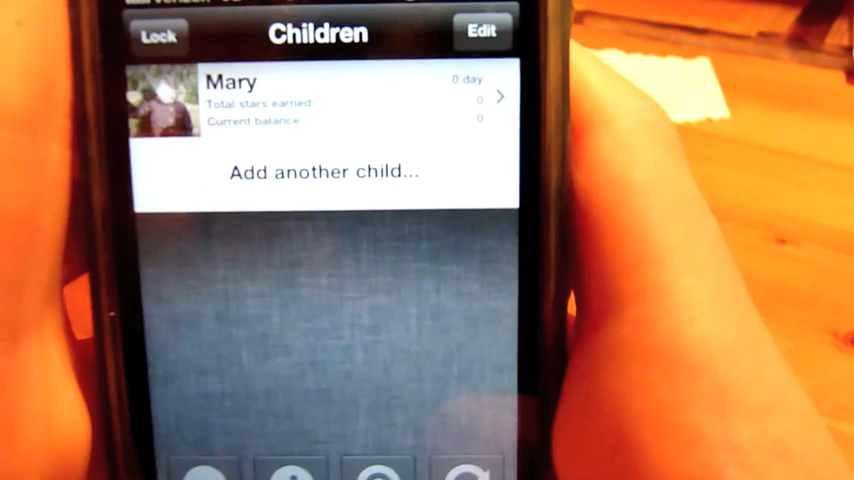 Lock
Children
Edit
Mary
0 day
Total stars earned
0
Current balance
0
Add another child...